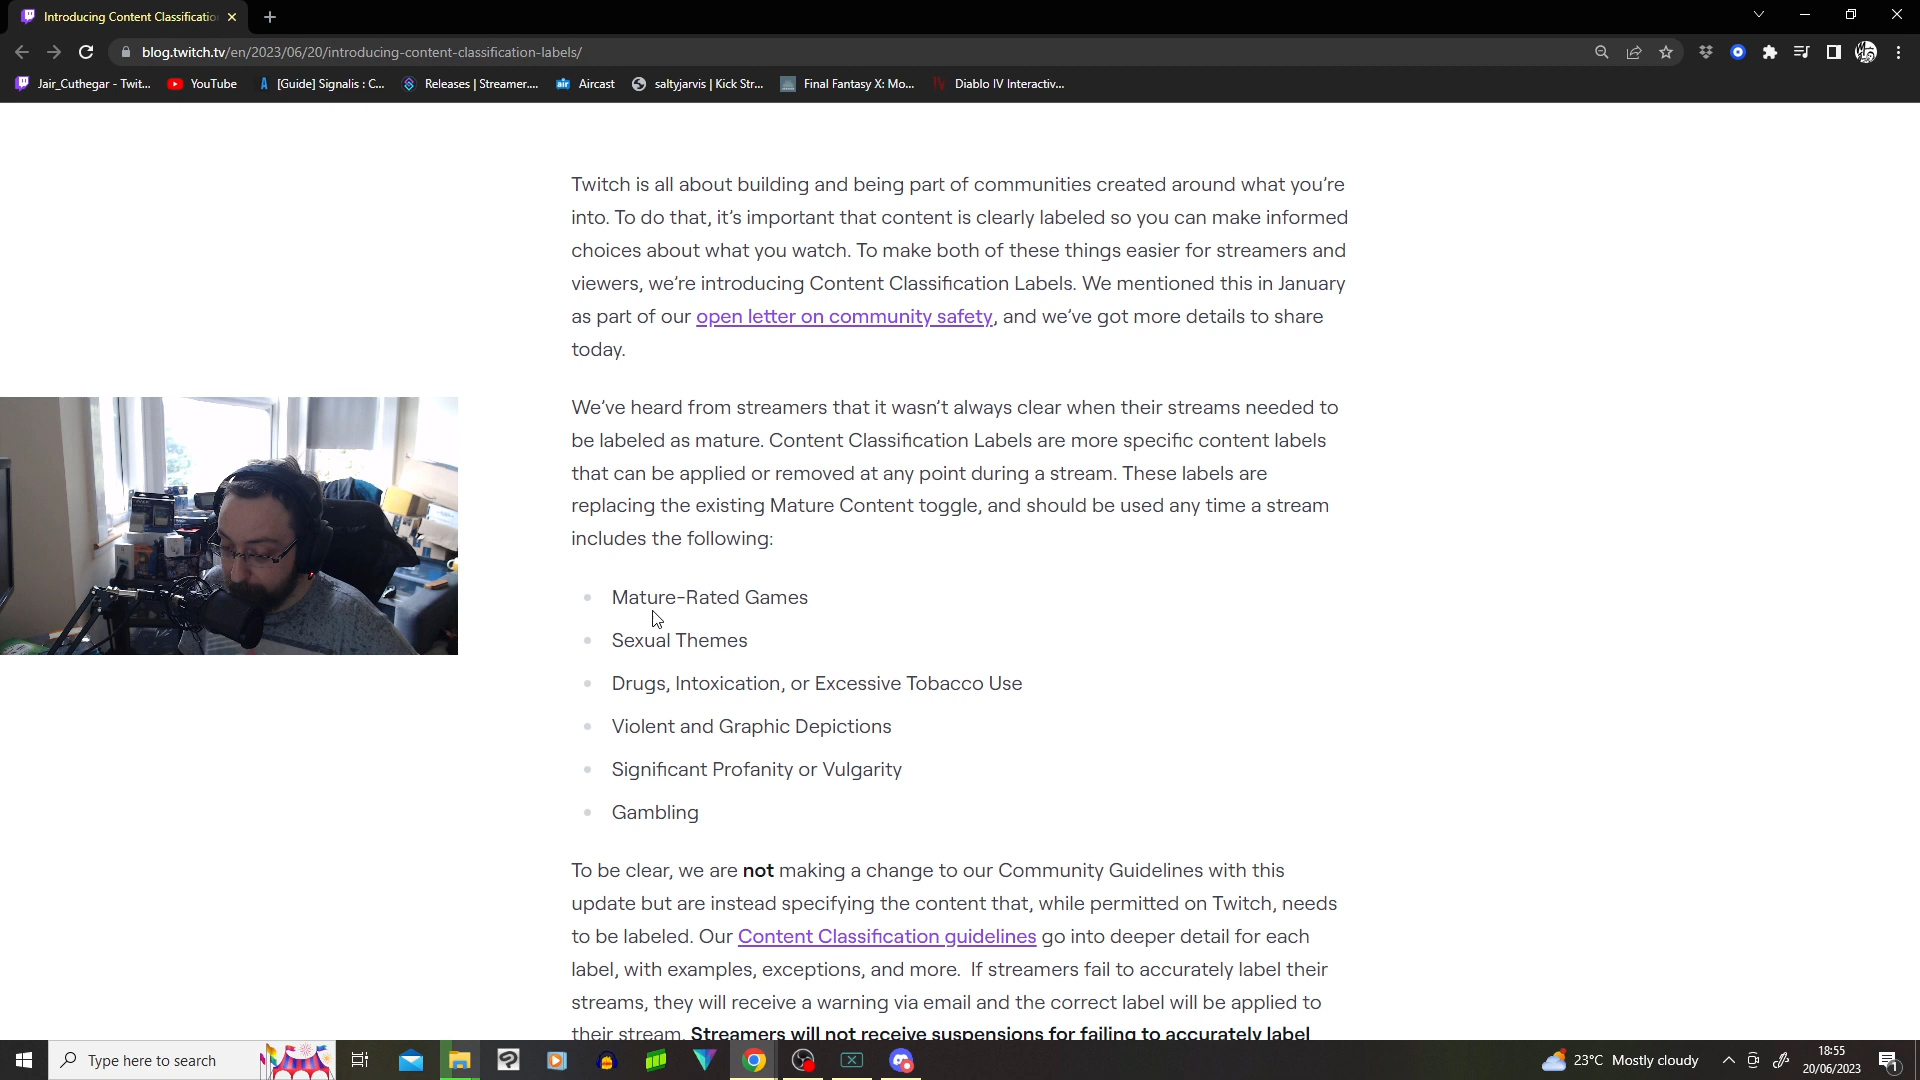 Introducing Content Classificatio
blog.twitch.tv/en/2023/06/20/introducing-content-classification-labels/
Jair_Cuthegar - Twit... YouTube [Guide] Signalis : C... Releases | Streamer.... Aircast saltyjarvis | Kick Str... Final Fantasy X: Mo... Diablo IV Interactiv...
Twitch is all about building and being part of communities created around what you’re
into. To do that, it’s important that content is clearly labeled so you can make informed
choices about what you watch. To make both of these things easier for streamers and
viewers, we’re introducing Content Classification Labels. We mentioned this in January
as part of our open letter on community safety, and we’ve got more details to share
today.
We’ve heard from streamers that it wasn’t always clear when their streams needed to
be labeled as mature. Content Classification Labels are more specific content labels
that can be applied or removed at any point during a stream. These labels are
replacing the existing Mature Content toggle, and should be used any time a stream
includes the following:
Mature-Rated Games
Sexual Themes
Drugs, Intoxication, or Excessive Tobacco Use
Violent and Graphic Depictions
Significant Profanity or Vulgarity
Gambling
To be clear, we are not making a change to our Community Guidelines with this
update but are instead specifying the content that, while permitted on Twitch, needs
to be labeled. Our Content Classification guidelines go into deeper detail for each
label, with examples, exceptions, and more. If streamers fail to accurately label their
streams, they will receive a warning via email and the correct label will be applied to
their stream. Streamers will not receive suspensions for failing to accurately label
Type here to search
23°C Mostly cloudy
18:55
20/06/2023
1